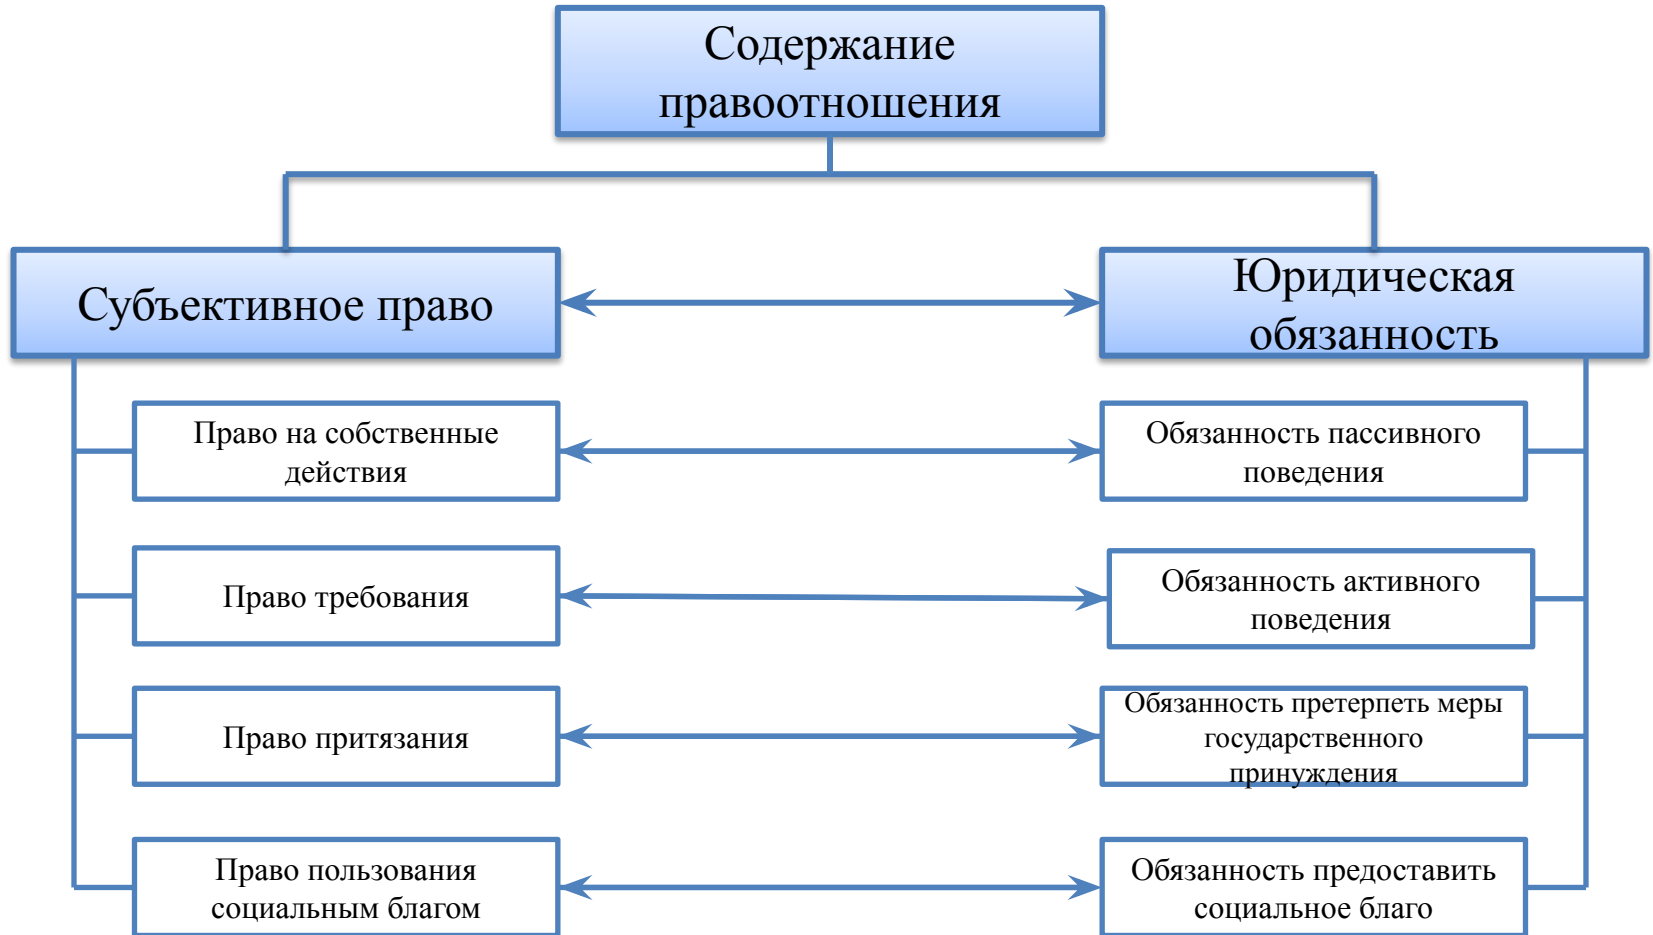 Содержание
правоотношения
Субъективное право
Юридическая
обязанность
Право на собственные
действия
Обязанность пассивного
поведения
Право требования
Обязанность активного
поведения
Право притязания
Обязанность претерпеть меры
государственного
принуждения
Право пользования
социальным благом
Обязанность предоставить
социальное благо